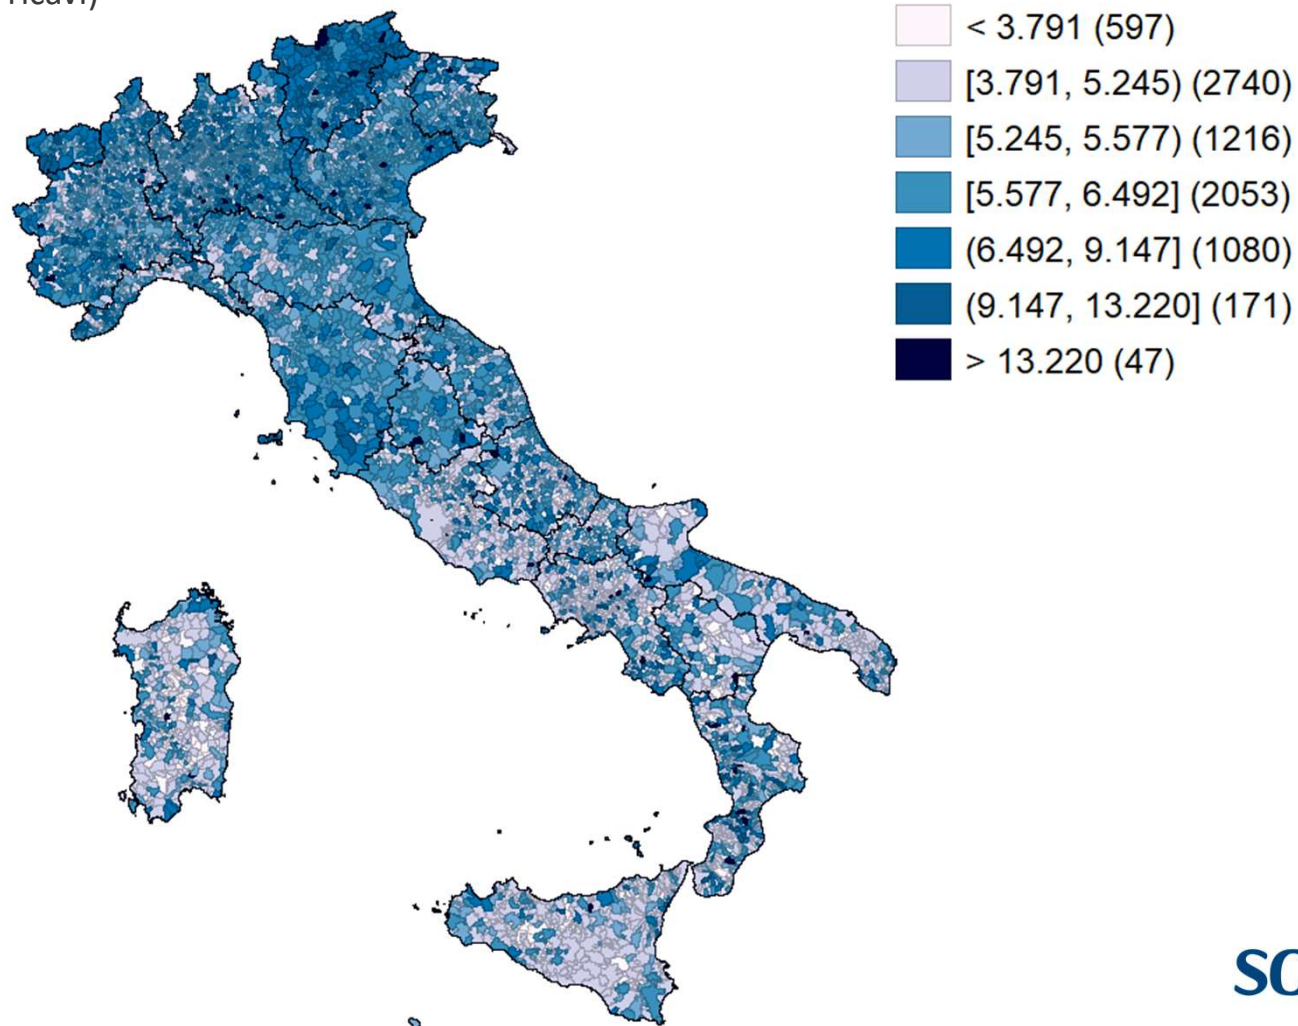 ricavi)
< 3.791 (597)
[3.791, 5.245) (2740)
[5.245, 5.577) (1216)
[5.577, 6.492] (2053)
(6.492, 9.147] (1080)
(9.147, 13.220] (171)
> 13.220 (47)